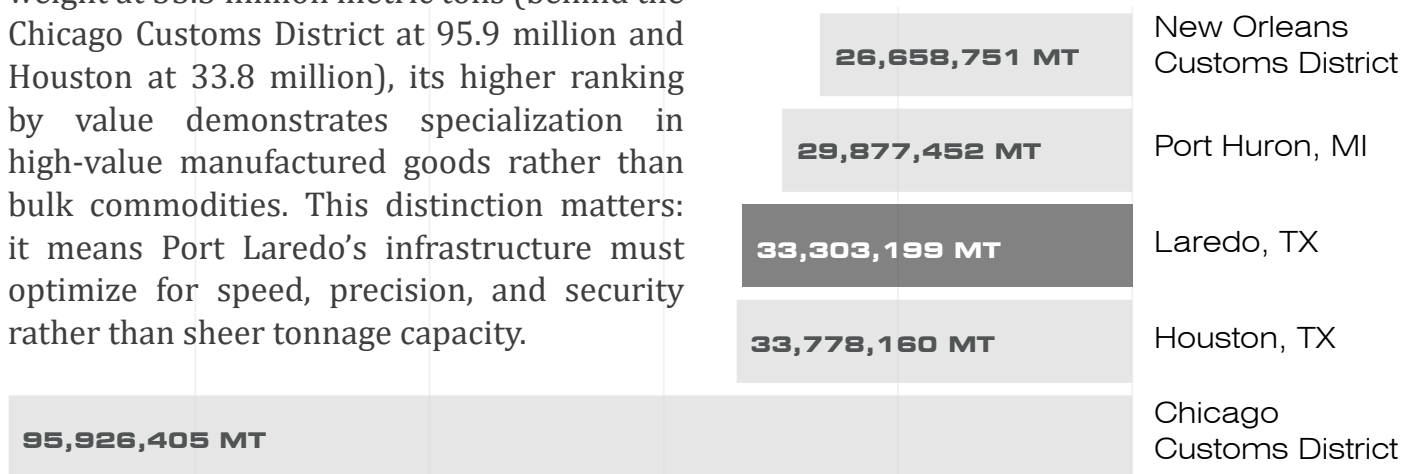 Chicago Customs District at 95.9 million and
Houston at 33.8 million), its higher ranking
by value demonstrates specialization in
high-value manufactured goods rather than
bulk commodities. This distinction matters:
it means Port Laredo’s infrastructure must
optimize for speed, precision, and security
rather than sheer tonnage capacity.
26,658,751 MT
New Orleans
Customs District
29,877,452 MT
Port Huron, MI
33,303,199 MT
Laredo, TX
33,778,160 MT
Houston, TX
95,926,405 MT
Chicago
Customs District